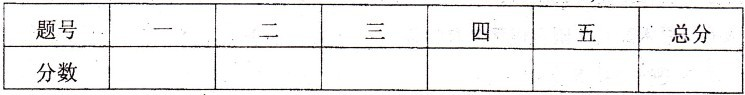 题号 一 二 三 四 五 总分
分数